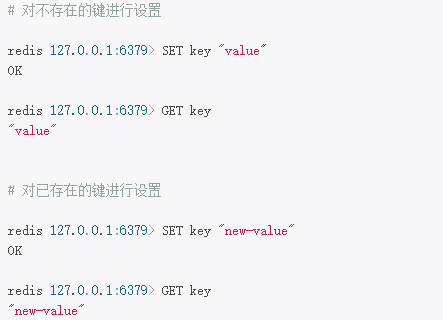 # 对不存在的键进行设置
redis 127.0.0.1:6379> SET key "value"
OK
redis 127.0.0.1:6379> GET key
"value"
# 对已存在的键进行设置
redis 127.0.0.1:6379> SET key "new-value"
OK
redis 127.0.0.1:6379> GET key
"new-value"